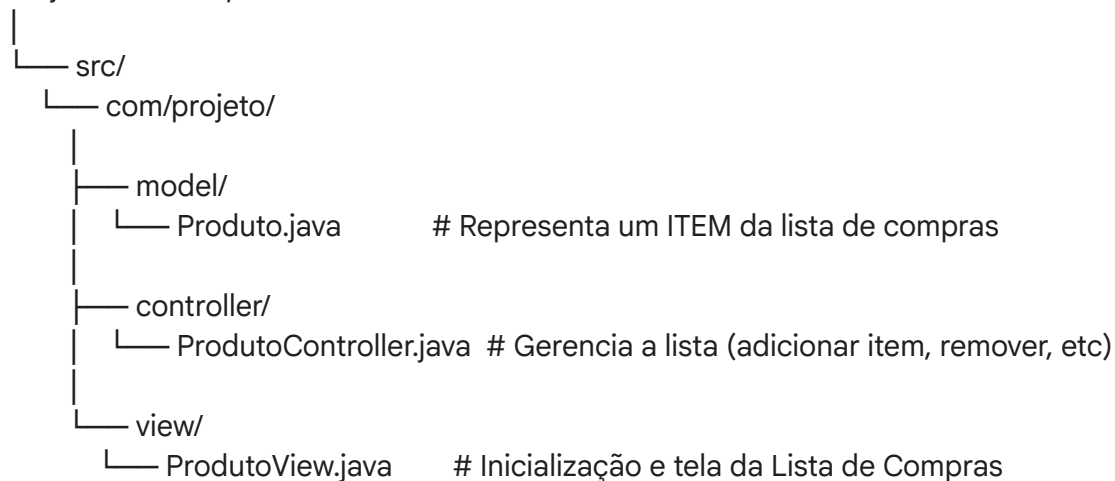 src/
com/projeto/
model/
Produto.java # Representa um ITEM da lista de compras
controller/
ProdutoController.java # Gerencia a lista (adicionar item, remover, etc)
view/
ProdutoView.java # Inicialização e tela da Lista de Compras